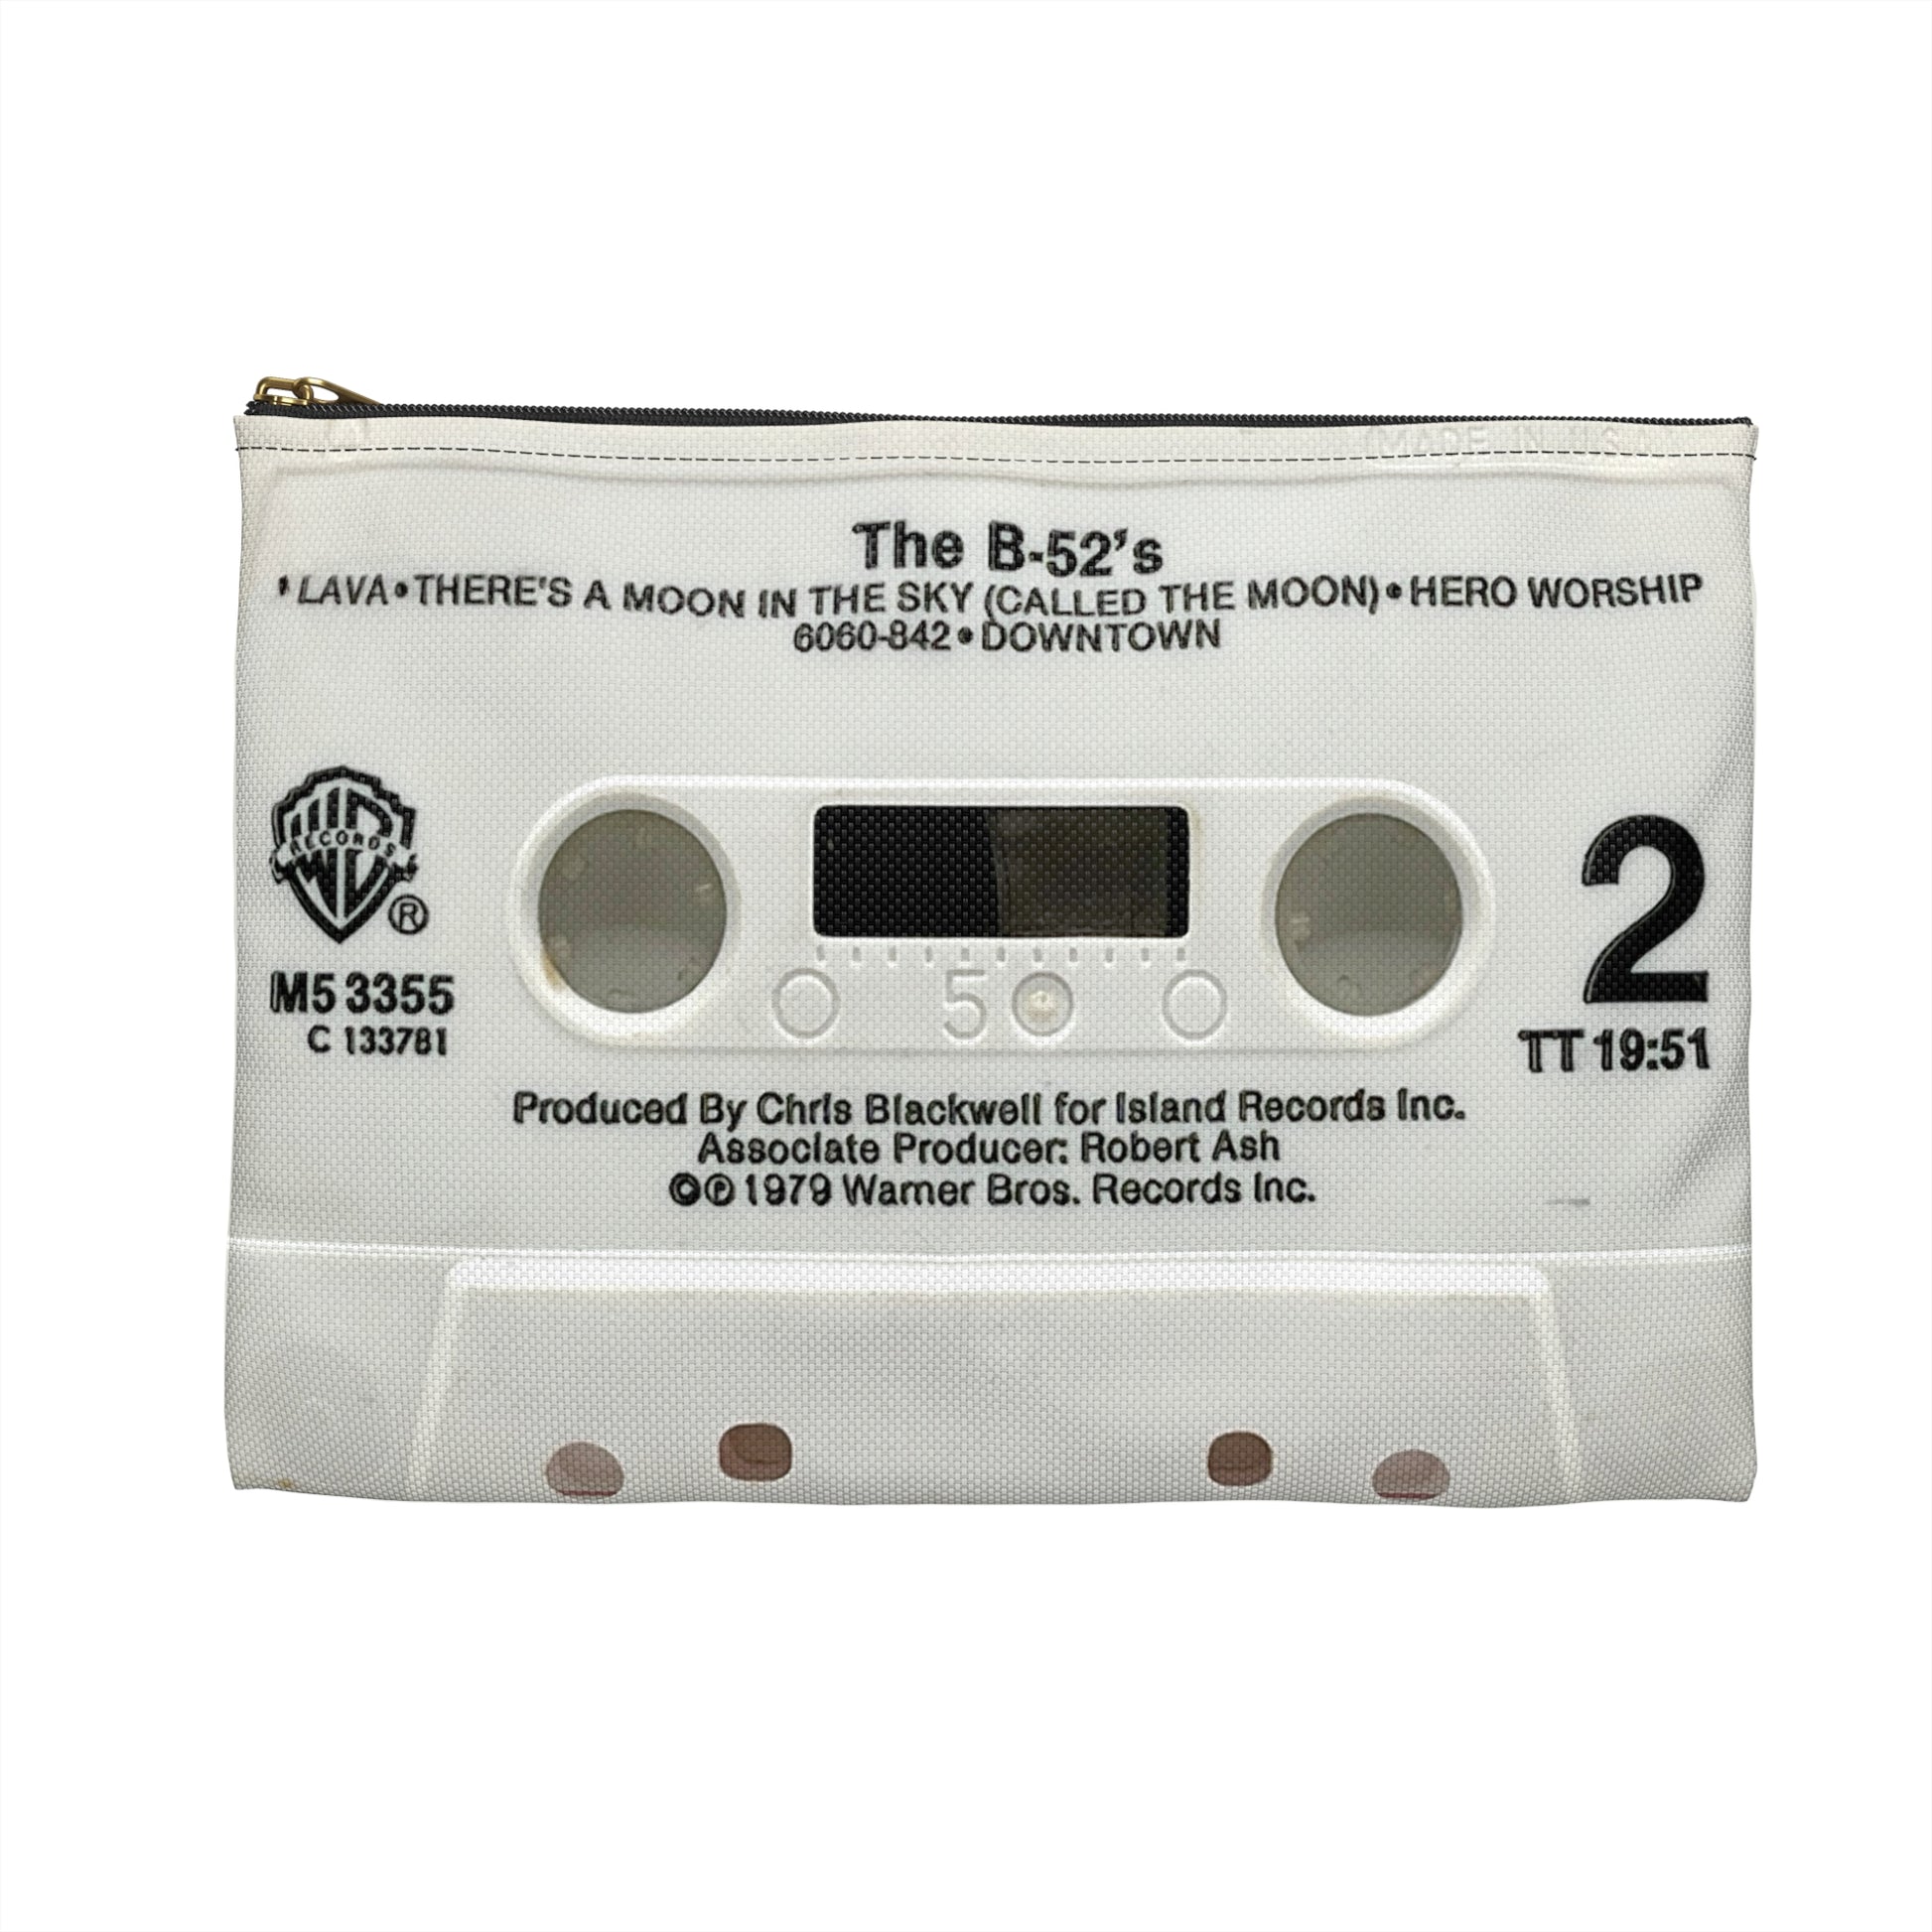 (MADE IN U.S.A.
The B-52's
• LAVA • THERE'S A MOON IN THE SKY (CALLED THE MOON) • HERO WORSHIP
6060-842 • DOWNTOWN
RECORDS
®
M5 3355
C 133781
5
2
TT 19:51
Produced By Chris Blackwell for Island Records Inc.
Associate Producer: Robert Ash
©℗ 1979 Warner Bros. Records Inc.